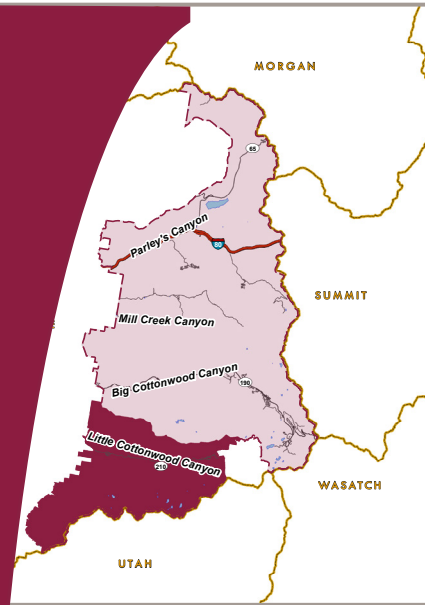 MORGAN
65
Parley's Canyon
80
SUMMIT
Mill Creek Canyon
Big Cottonwood Canyon
190
Little Cottonwood Canyon
210
WASATCH
UTAH